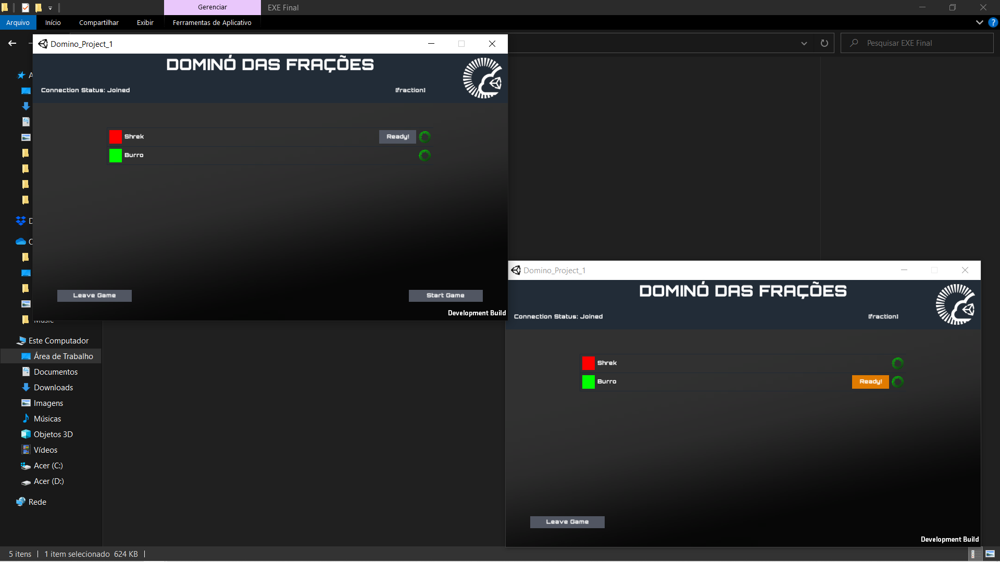 Gerenciar
EXE Final
Arquivo
Início
Compartilhar
Exibir
Ferramentas de Aplicativo
Pesquisar EXE Final
Domino_Project_1
DOMINÓ DAS FRAÇÕES
Connection Status: Joined
[fraction]
Shrek
Ready!
Burro
Leave Game
Start Game
Development Build
Domino_Project_1
DOMINÓ DAS FRAÇÕES
Connection Status: Joined
[fraction]
Shrek
Burro
Ready!
Leave Game
Development Build
Music
Este Computador
Área de Trabalho
Documentos
Downloads
Imagens
Músicas
Objetos 3D
Vídeos
Acer (C:)
Acer (D:)
Rede
5 itens
1 item selecionado 624 KB